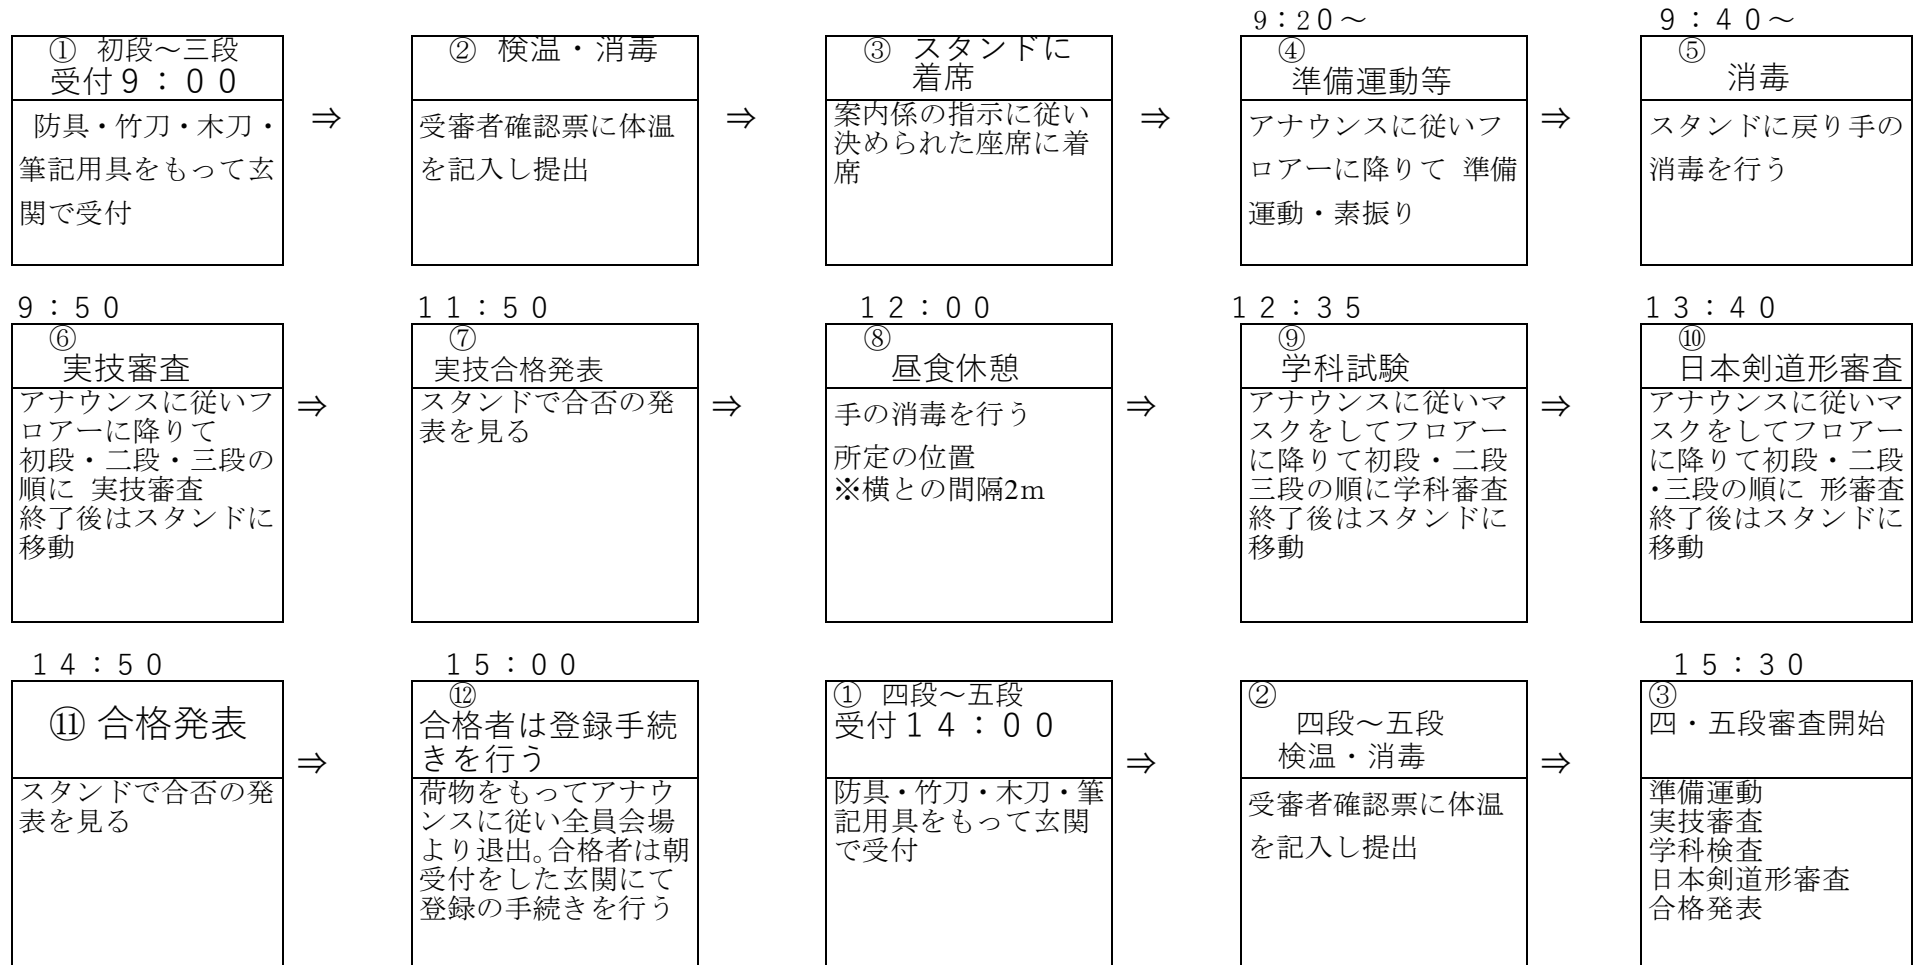 ① 初段～三段
受付９：００
防具・竹刀・木刀・
筆記用具をもって玄
関で受付
⇒
② 検温・消毒
受審者確認票に体温
を記入し提出
⇒
③ スタンドに
着席
案内係の指示に従い
決められた座席に着
席
⇒
9：20～
④
準備運動等
アナウンスに従いフ
ロアーに降りて 準備
運動・素振り
⇒
９：４０～
⑤
消毒
スタンドに戻り手の
消毒を行う
９：５０
⑥
実技審査
アナウンスに従いフ
ロアーに降りて
初段・二段・三段の
順に 実技審査
終了後はスタンドに
移動
⇒
１１：５０
⑦
実技合格発表
スタンドで合否の発
表を見る
⇒
１２：００
⑧
昼食休憩
手の消毒を行う
所定の位置
※横との間隔2m
⇒
１２：３５
⑨
学科試験
アナウンスに従いマ
スクをしてフロアー
に降りて初段・二段
三段の順に学科審査
終了後はスタンドに
移動
⇒
１３：４０
⑩
日本剣道形審査
アナウンスに従いマ
スクをしてフロアー
に降りて初段・二段
・三段の順に 形審査
終了後はスタンドに
移動
１４：５０
⑪ 合格発表
スタンドで合否の発
表を見る
⇒
１５：００
⑫
合格者は登録手続
きを行う
荷物をもってアナウ
ンスに従い全員会場
より退出。合格者は朝
受付をした玄関にて
登録の手続きを行う
① 四段～五段
受付１４：００
防具・竹刀・木刀・筆
記用具をもって玄関
で受付
⇒
②
四段～五段
検温・消毒
受審者確認票に体温
を記入し提出
⇒
１５：３０
③
四・五段審査開始
準備運動
実技審査
学科検査
日本剣道形審査
合格発表